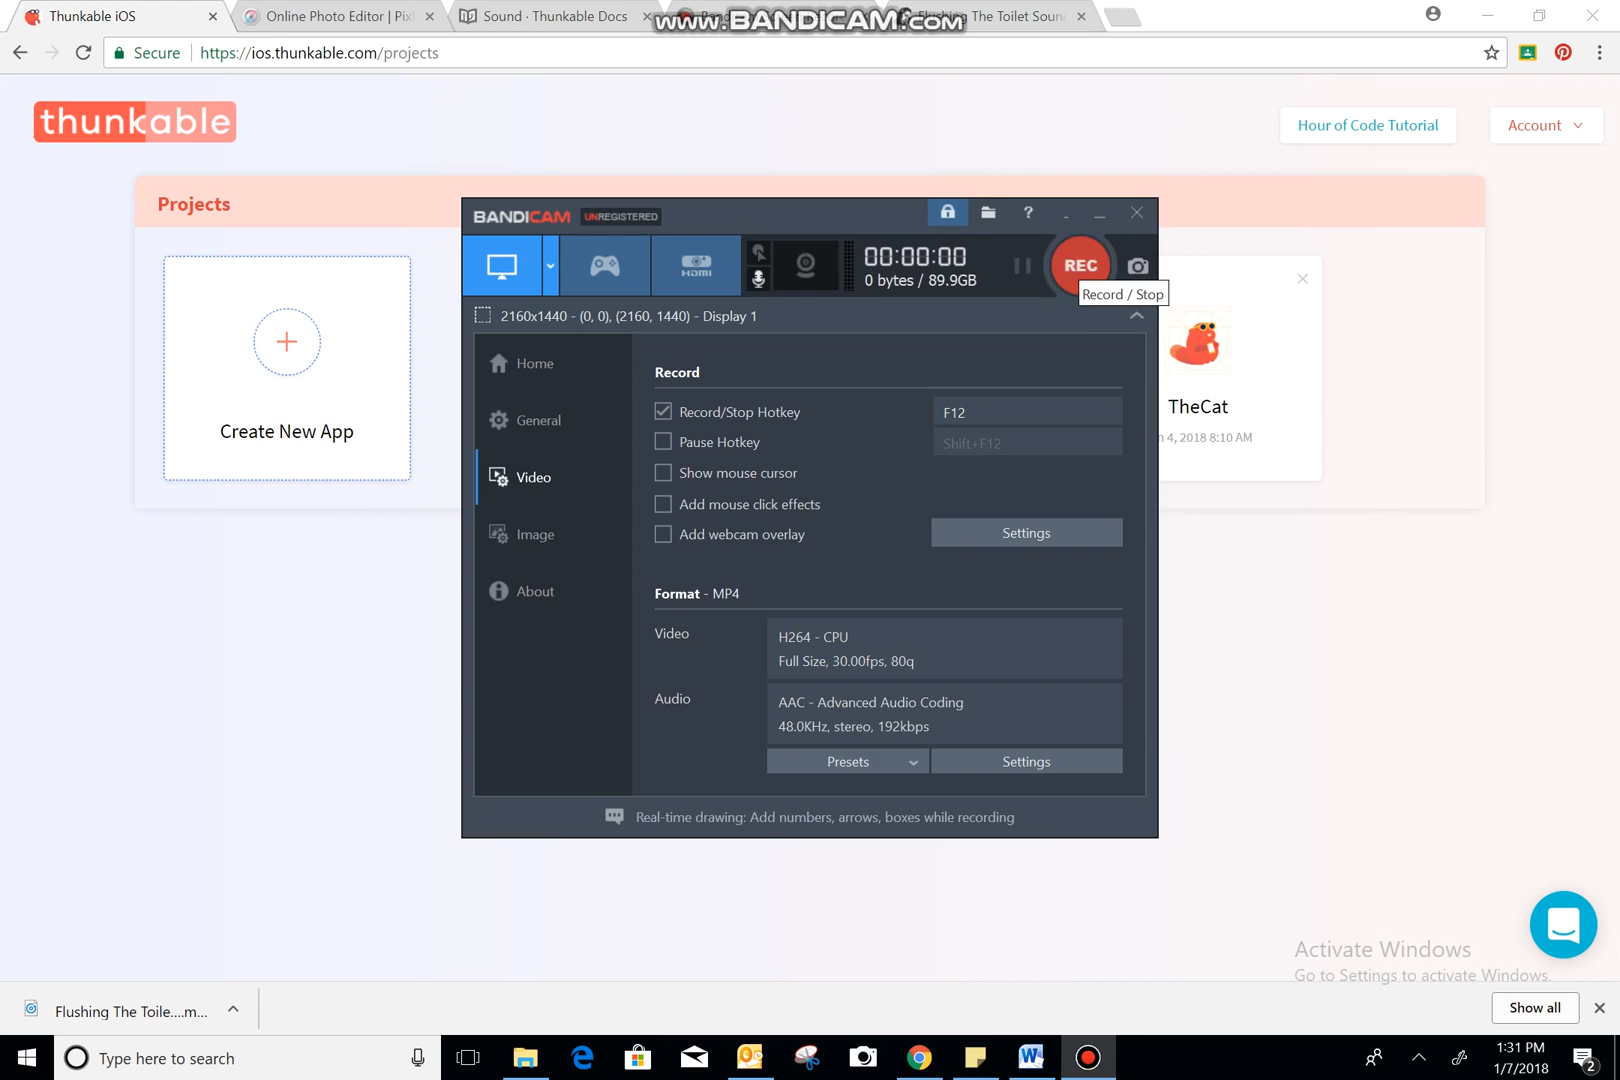 Thunkable iOS
Online Photo Editor | Pixl
Sound · Thunkable Docs
www.BANDICAM.com
Flushing The Toilet Soun
Secure
https://ios.thunkable.com/projects
thunkable
Hour of Code Tutorial
Account
Projects
Create New App
TheCat
n 4, 2018 8:10 AM
BANDICAM UNREGISTERED
HDMI
00:00:00
0 bytes / 89.9GB
REC
Record / Stop
2160x1440 - (0, 0), (2160, 1440) - Display 1
Home
General
Video
Image
About
Record
Record/Stop Hotkey
F12
Pause Hotkey
Shift+F12
Show mouse cursor
Add mouse click effects
Add webcam overlay
Settings
Format - MP4
Video
H264 - CPU
Full Size, 30.00fps, 80q
Audio
AAC - Advanced Audio Coding
48.0KHz, stereo, 192kbps
Presets
Settings
Real-time drawing: Add numbers, arrows, boxes while recording
Activate Windows
Go to Settings to activate Windows.
Flushing The Toile....m...
Show all
Type here to search
1:31 PM
1/7/2018
2